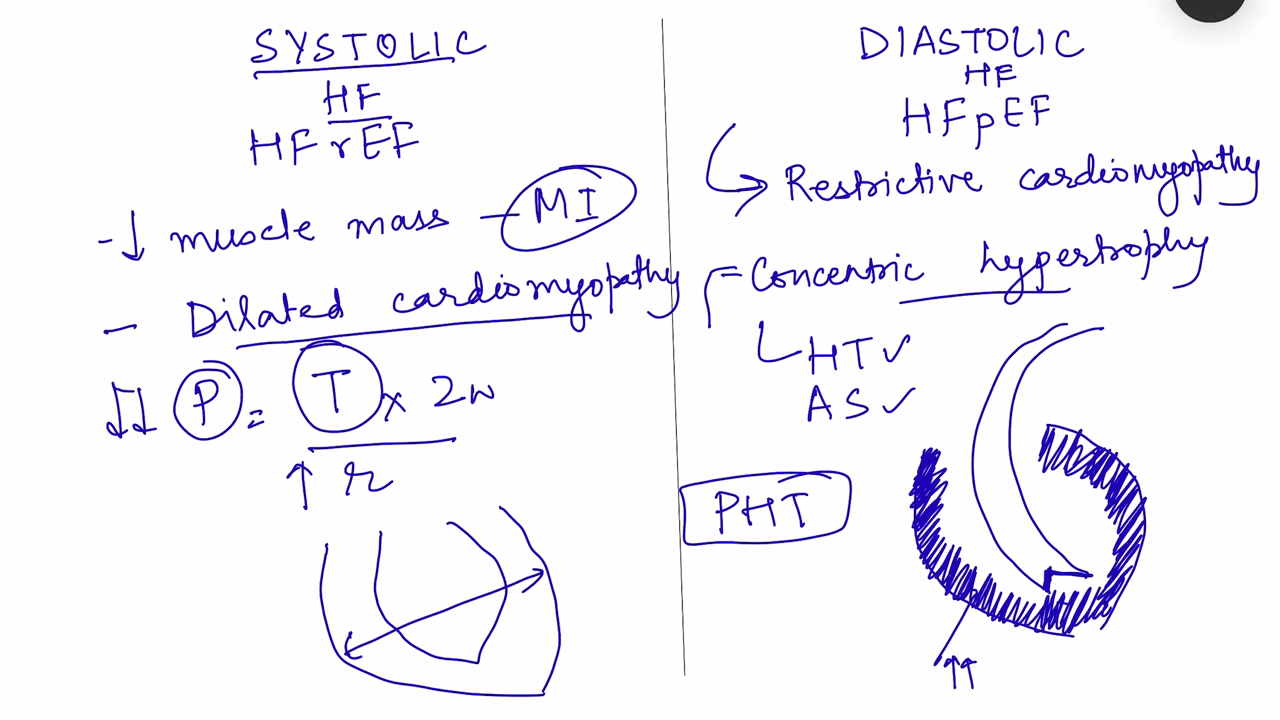 SYSTOLIC
HF
HFrEF
-↓ muscle mass - MI
- Dilated cardiomyopathy
↓↓ P = T x 2w
↑ r
DIASTOLIC
HF
HFpEF
→ Restrictive cardiomyopathy
- Concentric hypertrophy
HT✓
AS✓
PHT
↑↑